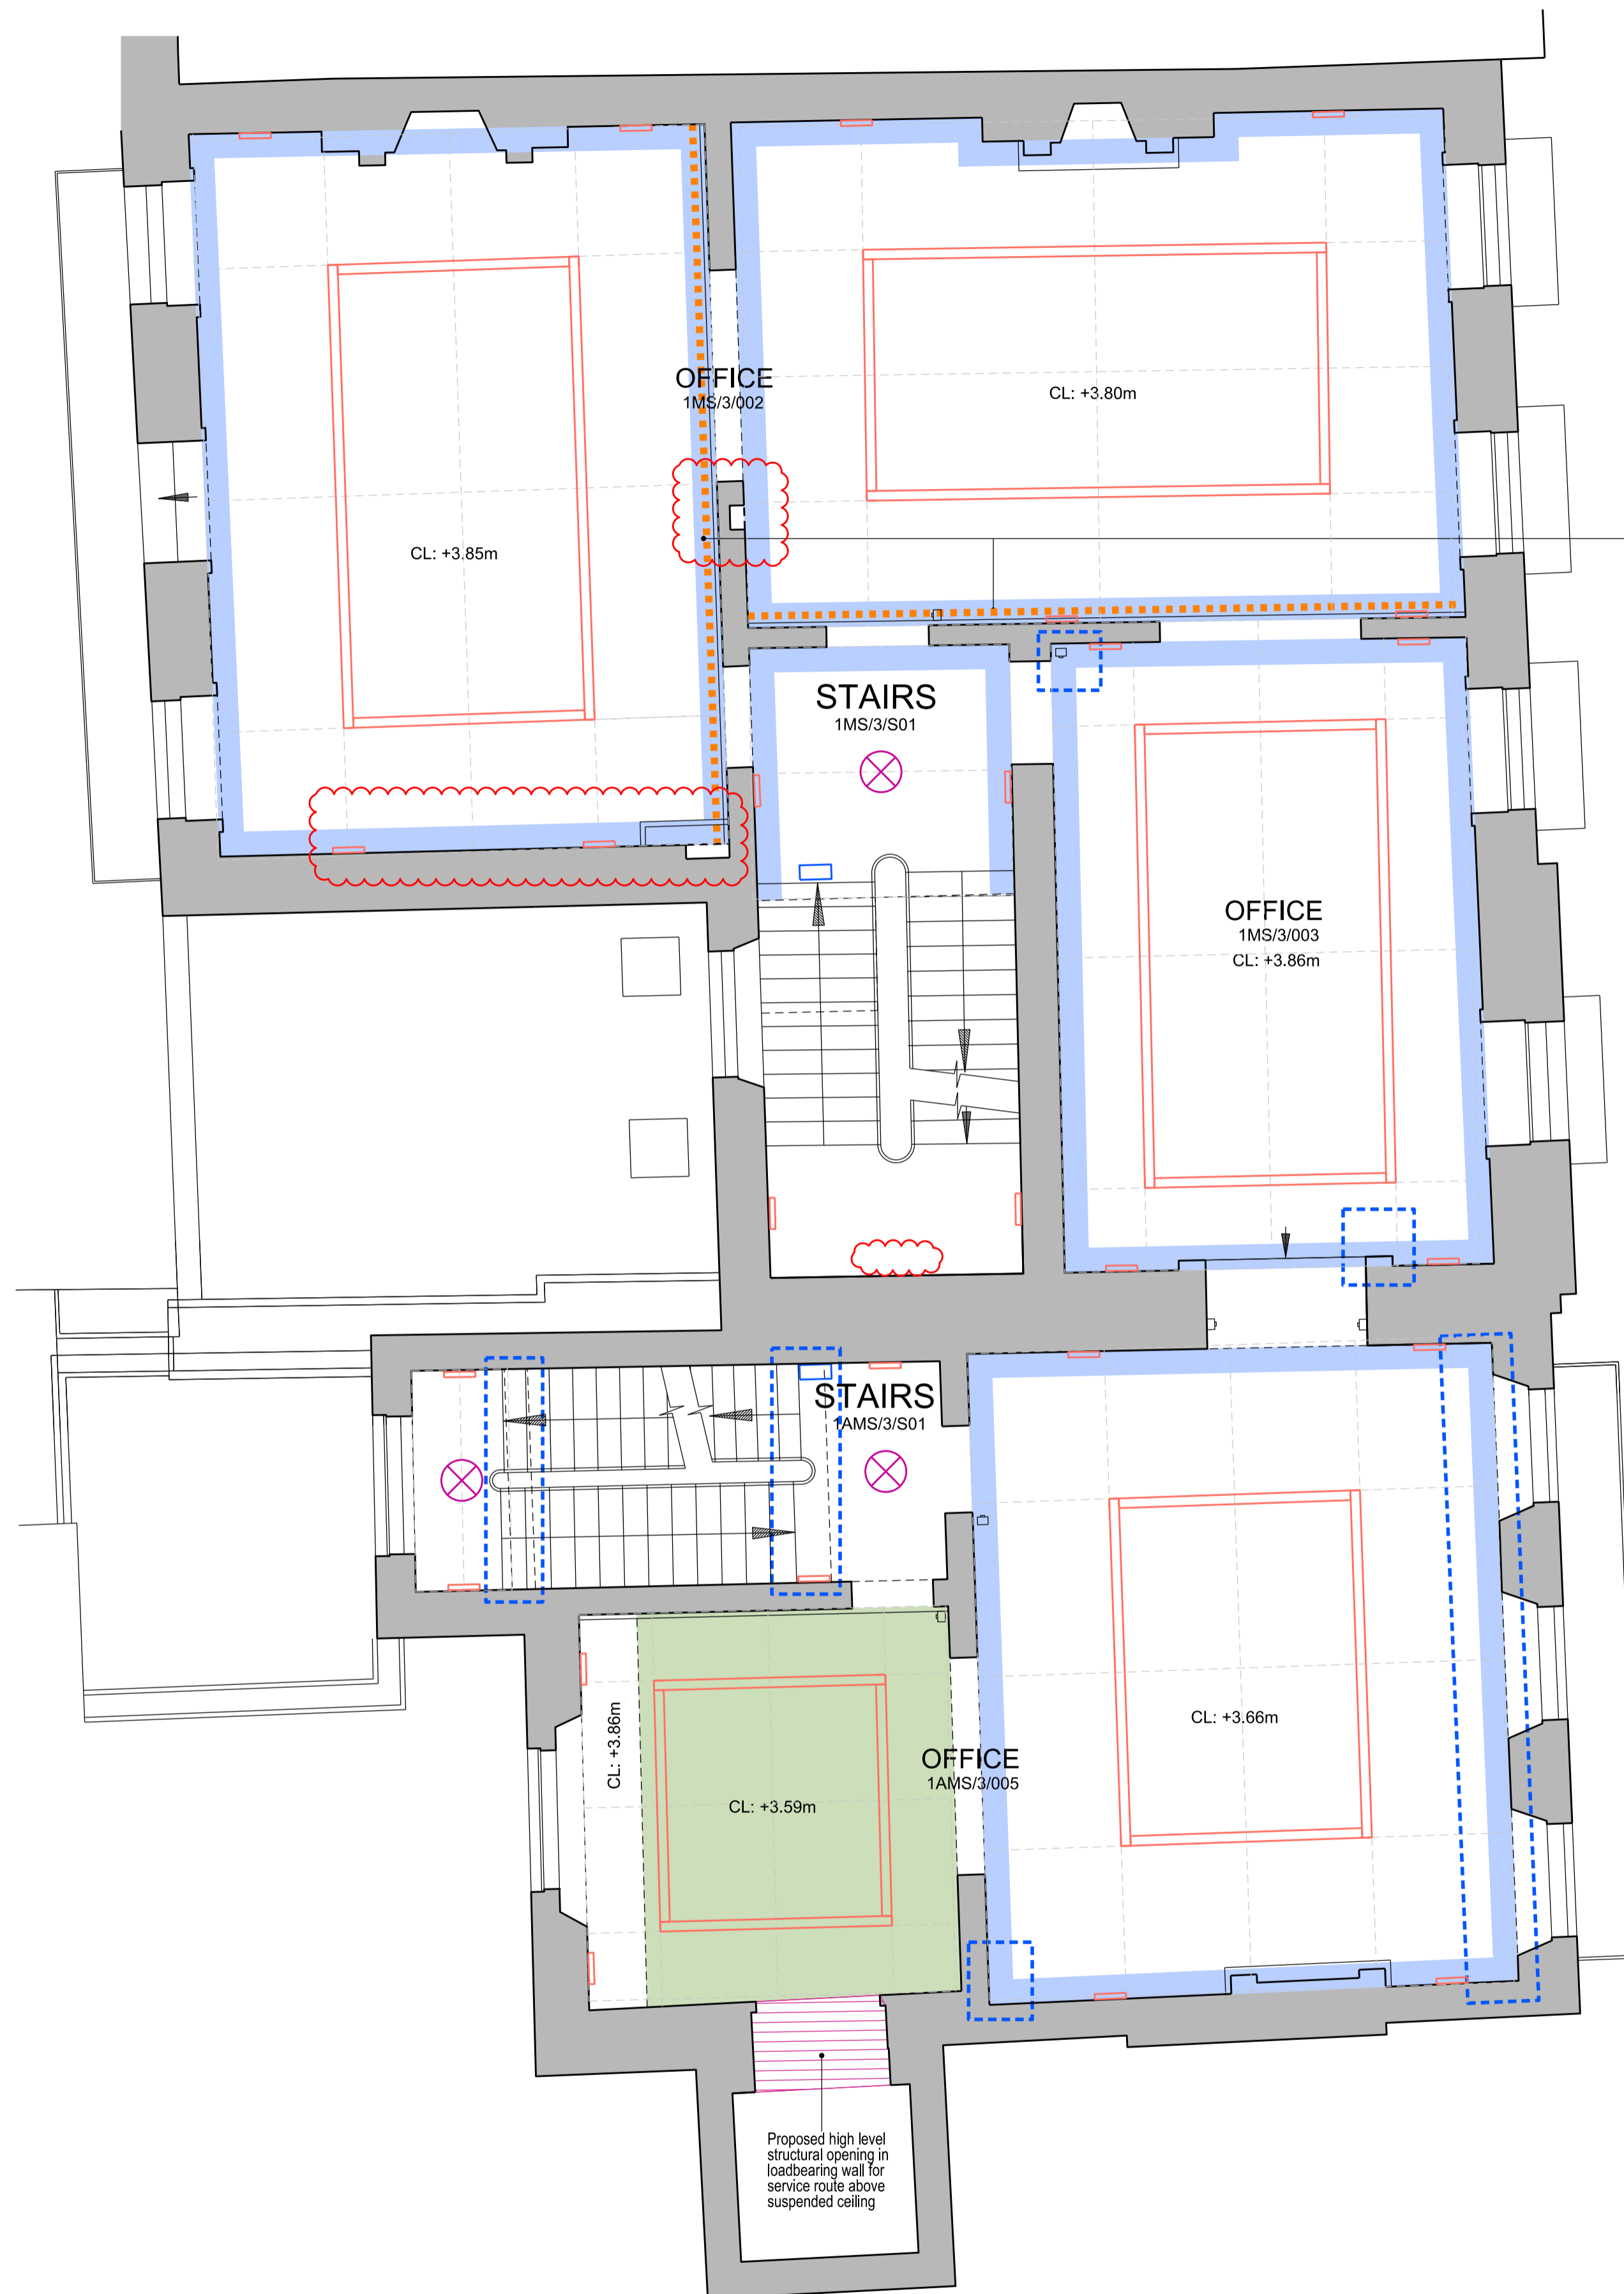 OFFICE
1MS/3/002
CL: +3.80m
CL: +3.85m
STAIRS
1MS/3/S01
OFFICE
1MS/3/003
CL: +3.86m
STAIRS
1AMS/3/S01
CL: +3.86m
CL: +3.66m
OFFICE
1AMS/3/005
CL: +3.59m
Proposed high level
structural opening in
loadbearing wall for
service route above
suspended ceiling